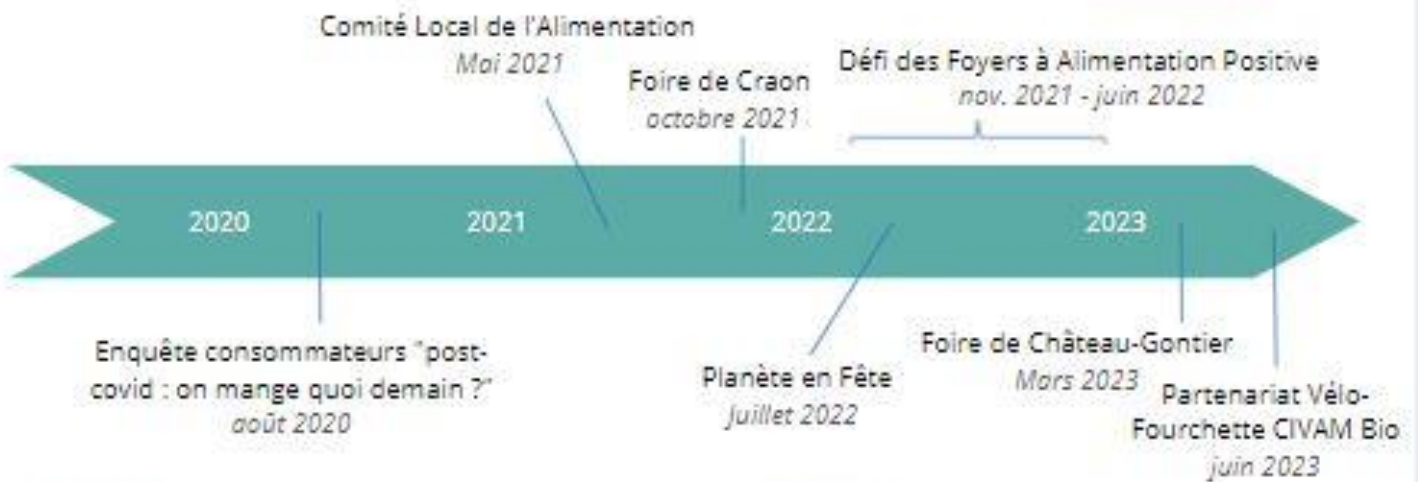 Comité Local de l'Alimentation
Mai 2021
Foire de Craon
octobre 2021
Défi des Foyers à Alimentation Positive
nov. 2021 - juin 2022
2020
2021
2022
2023
Enquête consommateurs "post-
covid : on mange quoi demain ?"
août 2020
Planète en Fête
Juillet 2022
Foire de Château-Gontier
Mars 2023
Partenariat Vélo-
Fourchette CIVAM Bio
juin 2023